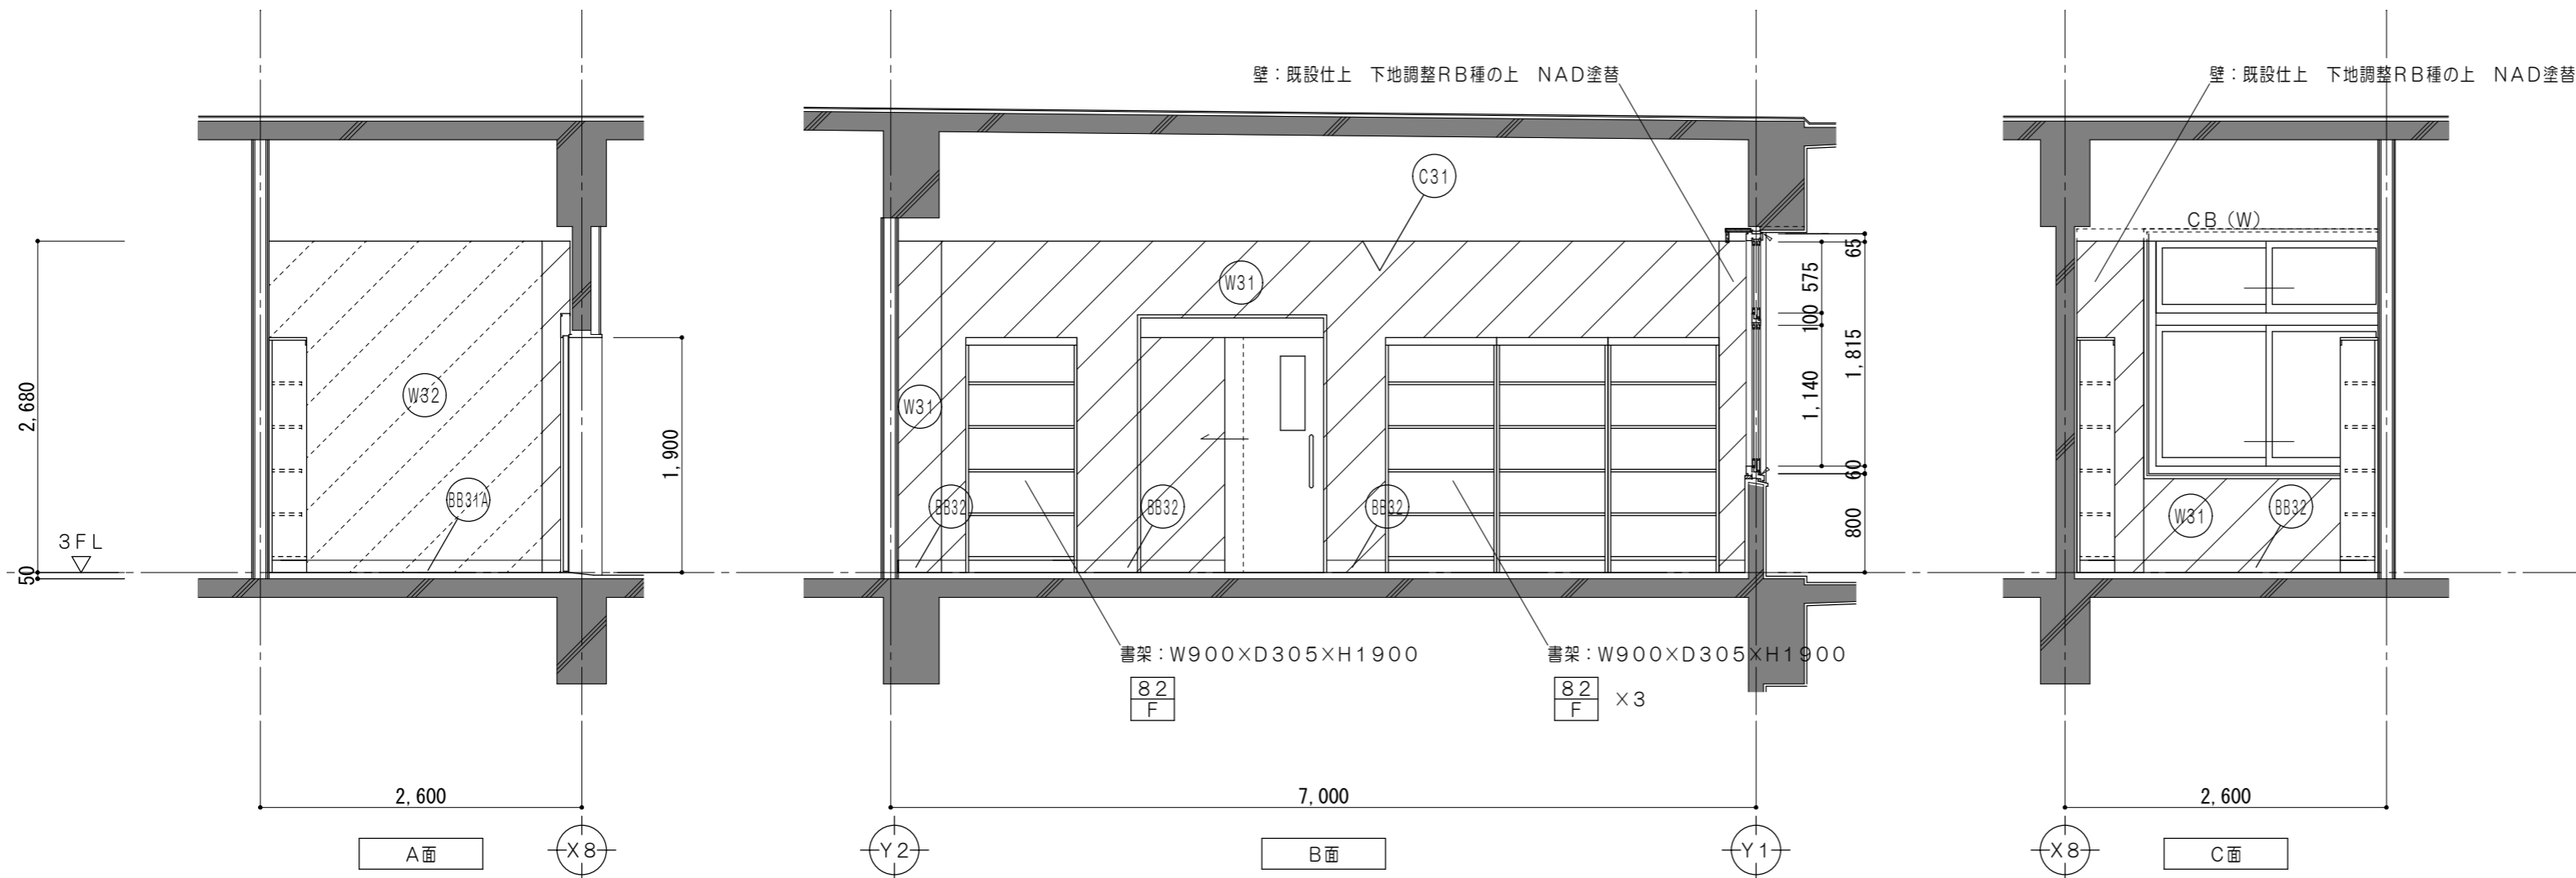 壁：既設仕上　下地調整RB種の上　NAD塗替
壁：既設仕上　下地調整RB種の上　NAD塗替
C31
CB（W）
W31
W32
W31
BB31A
BB32
BB32
BB32
W31
BB32
2,680
50
3FL
1,900
65
575
100
1,815
1,140
60
800
書架：W900×D305×H1900
82
F
書架：W900×D305×H1900
82
F
×3
2,600
7,000
2,600
A面
X8
Y2
B面
Y1
X8
C面